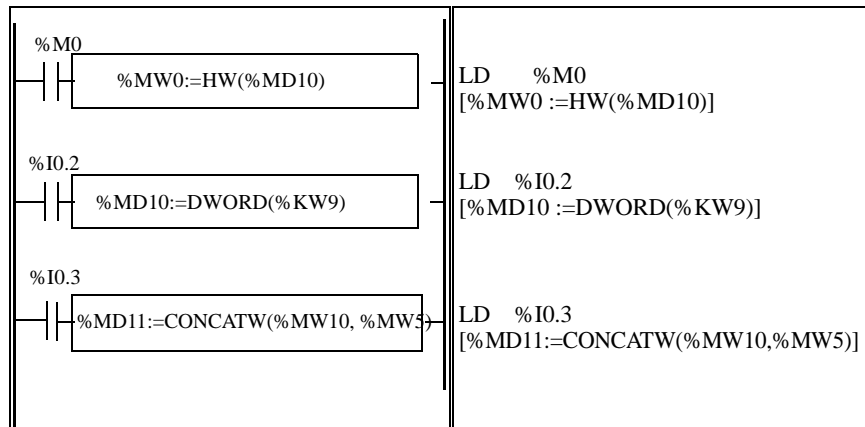 %M0
%MW0:=HW(%MD10)
%I0.2
%MD10:=DWORD(%KW9)
%I0.3
%MD11:=CONCATW(%MW10, %MW5)
LD %M0
[%MW0 :=HW(%MD10)]
LD %I0.2
[%MD10 :=DWORD(%KW9)]
LD %I0.3
[%MD11:=CONCATW(%MW10,%MW5)]